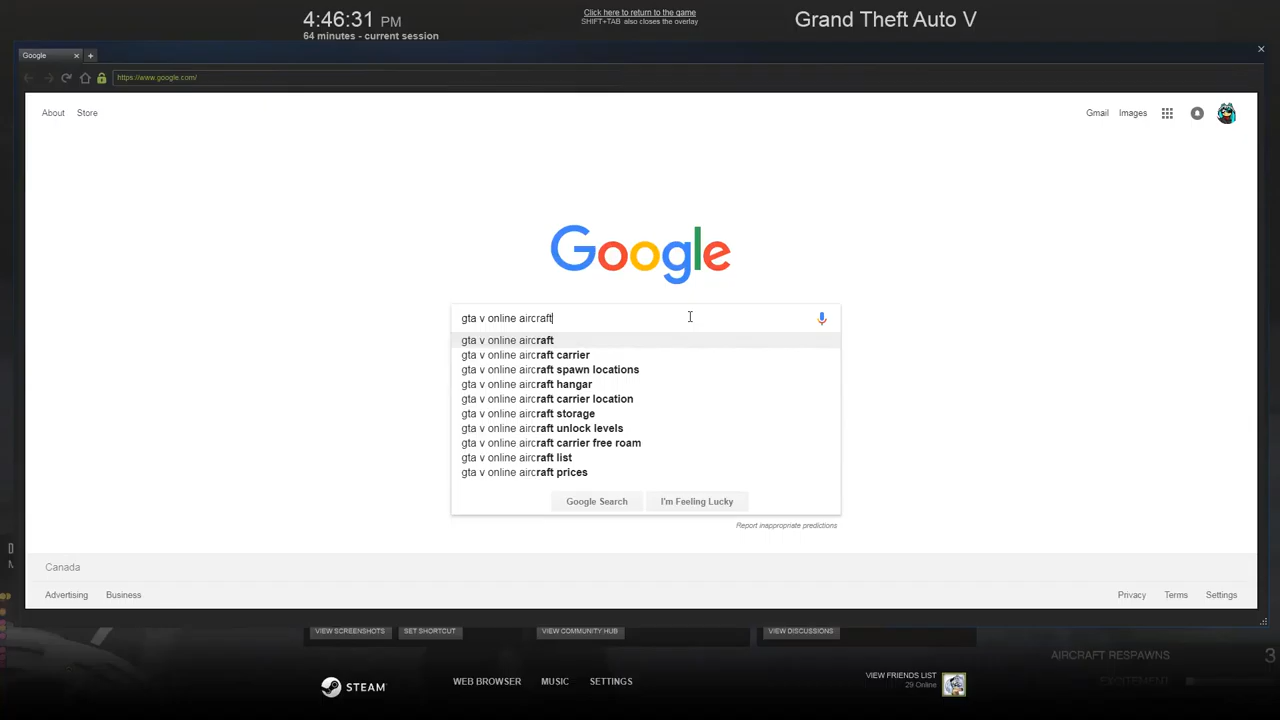 4:46:31 PM
64 minutes - current session
Click here to return to the game
SHIFT+TAB also closes the overlay
Grand Theft Auto V
Google
https://www.google.com/
About Store
Gmail Images
Google
gta v online aircraft
gta v online aircraft
gta v online aircraft carrier
gta v online aircraft spawn locations
gta v online aircraft hangar
gta v online aircraft carrier location
gta v online aircraft storage
gta v online aircraft unlock levels
gta v online aircraft carrier free roam
gta v online aircraft list
gta v online aircraft prices
Google Search I'm Feeling Lucky
Report inappropriate predictions
Canada
Advertising Business
Privacy Terms Settings
VIEW SCREENSHOTS SET SHORTCUT VIEW COMMUNITY HUB VIEW DISCUSSIONS
AIRCRAFT RESPAWNS 3
EXCITEMENT
STEAM
WEB BROWSER MUSIC SETTINGS
VIEW FRIENDS LIST
29 Online